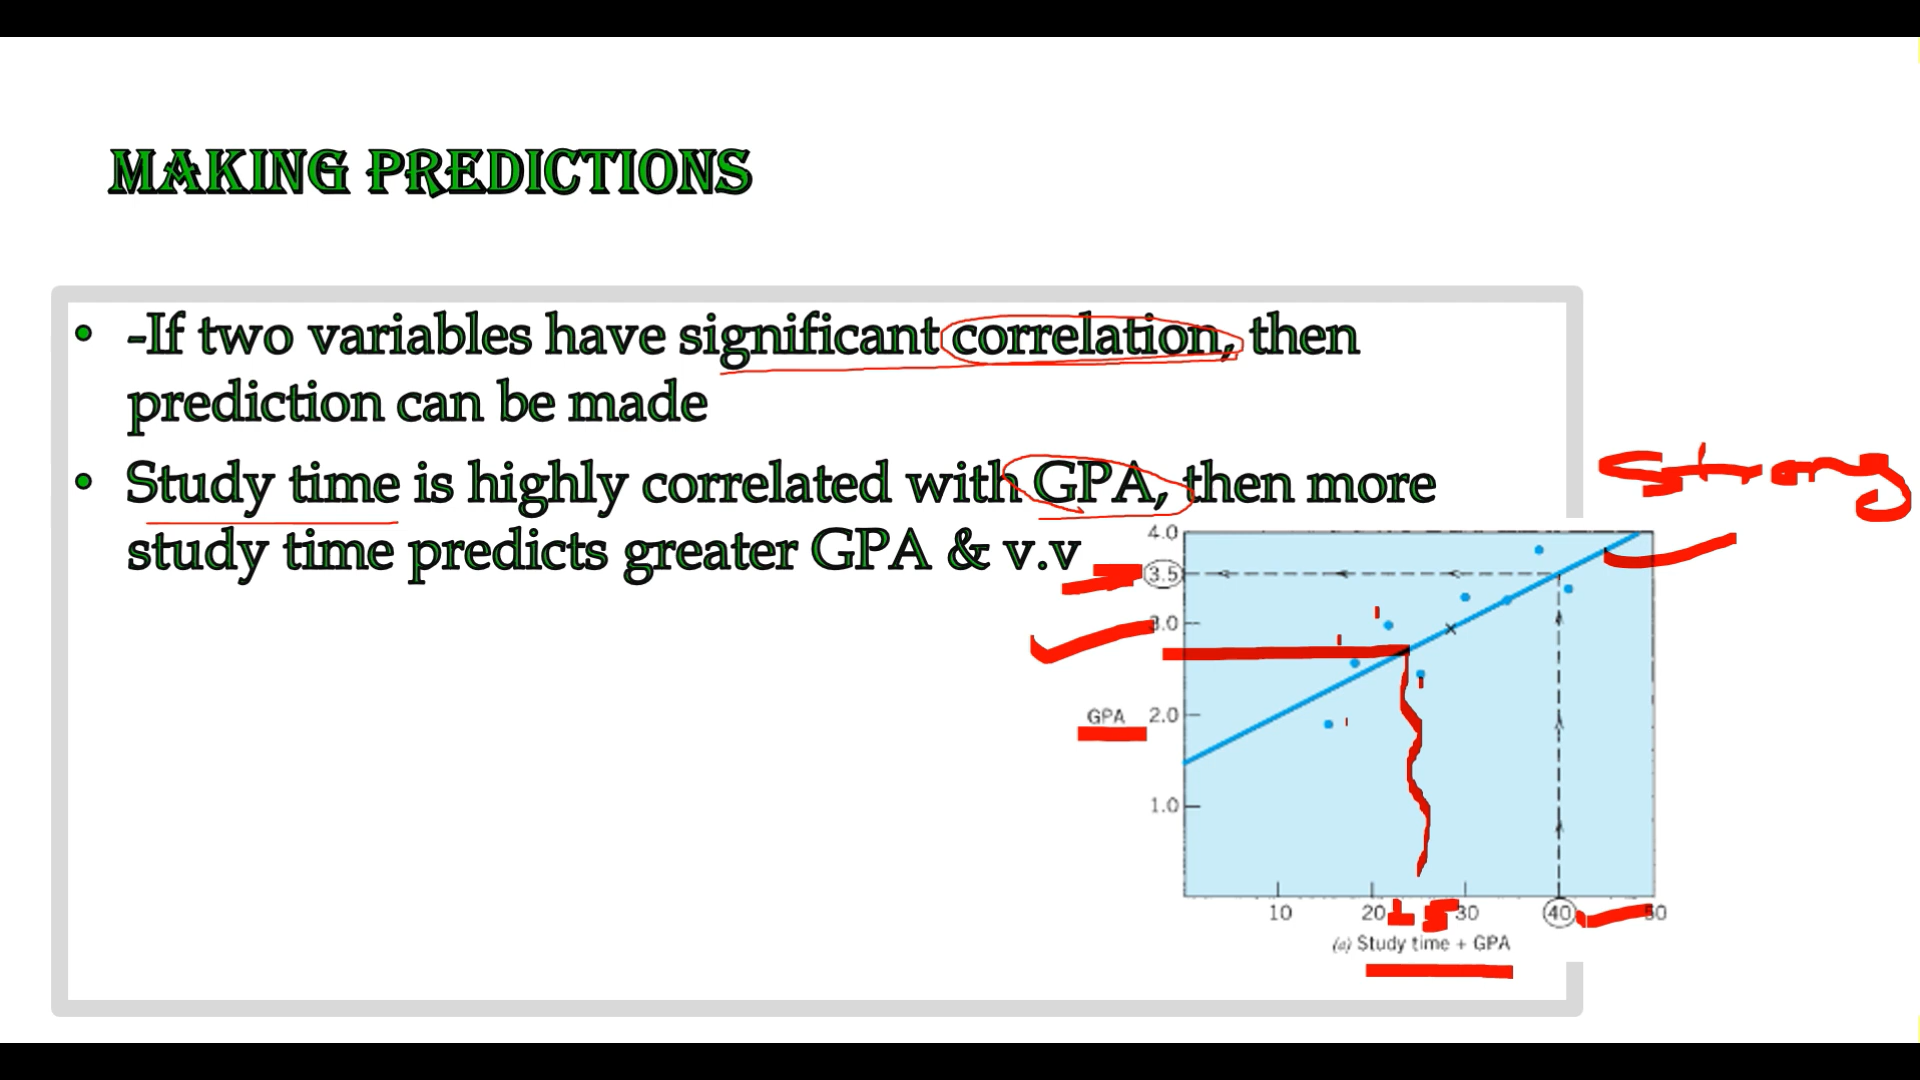 MAKING PREDICTIONS
• -If two variables have significant correlation, then
prediction can be made
• Study time is highly correlated with GPA, then more
study time predicts greater GPA & v.v
Strong
4.0
3.5
3.0
GPA 2.0
1.0
10 20 30 40 50
(a) Study time + GPA